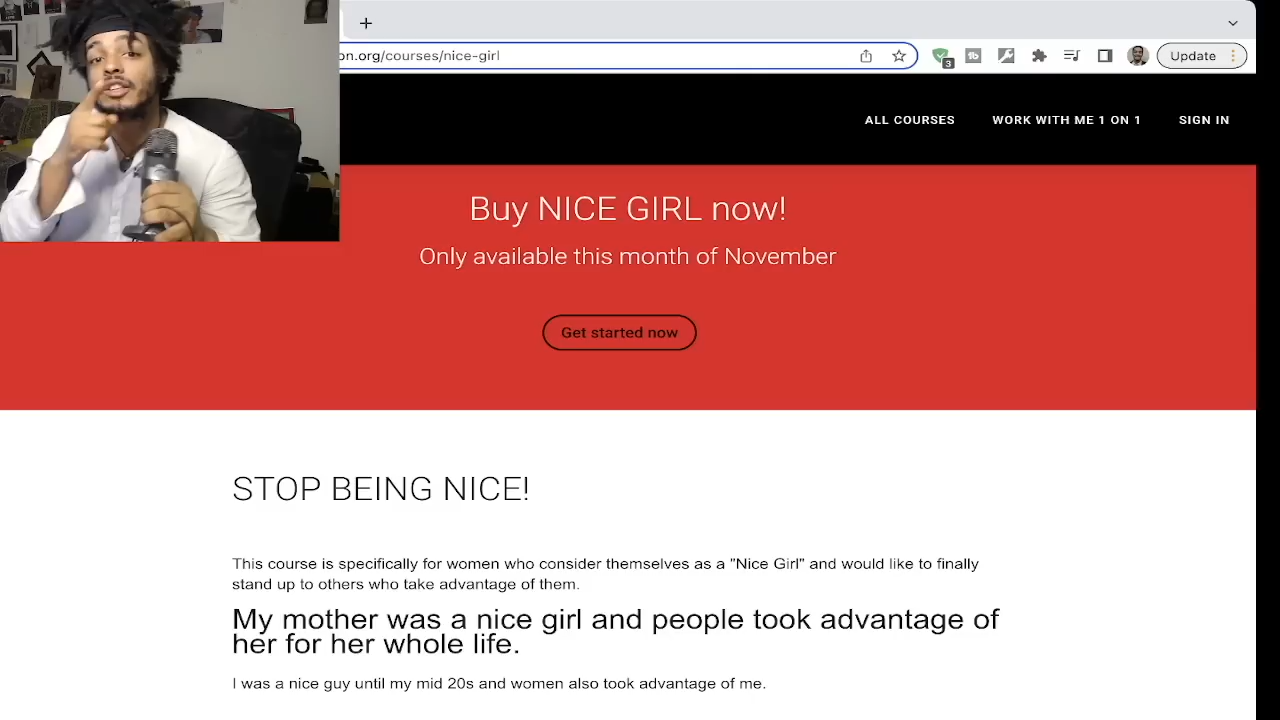 on.org/courses/nice-girl
3
Update
ALL COURSES
WORK WITH ME 1 ON 1
SIGN IN
Buy NICE GIRL now!
Only available this month of November
Get started now
STOP BEING NICE!
This course is specifically for women who consider themselves as a "Nice Girl" and would like to finally
stand up to others who take advantage of them.
My mother was a nice girl and people took advantage of
her for her whole life.
I was a nice guy until my mid 20s and women also took advantage of me.